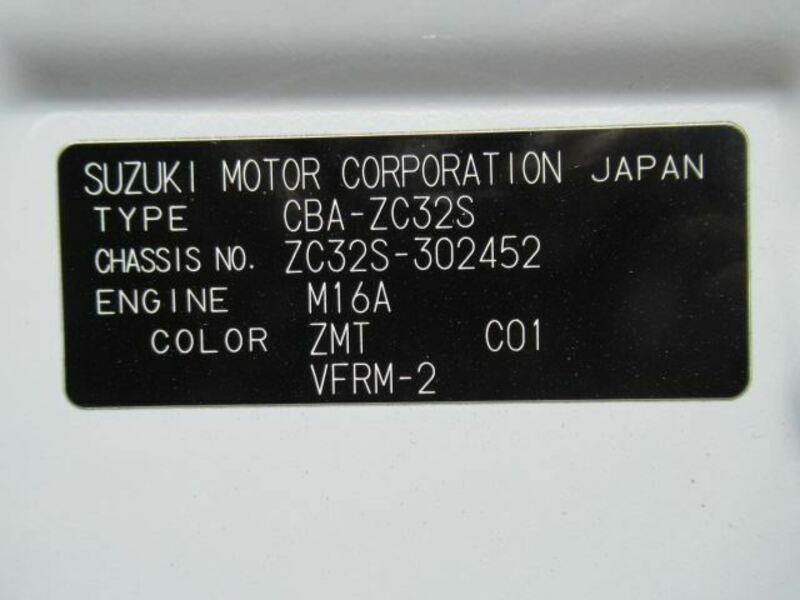 SUZUKI MOTOR CORPORATION JAPAN
TYPE CBA-ZC32S
CHASSIS NO. ZC32S-302452
ENGINE M16A
COLOR ZMT C01
VFRM-2